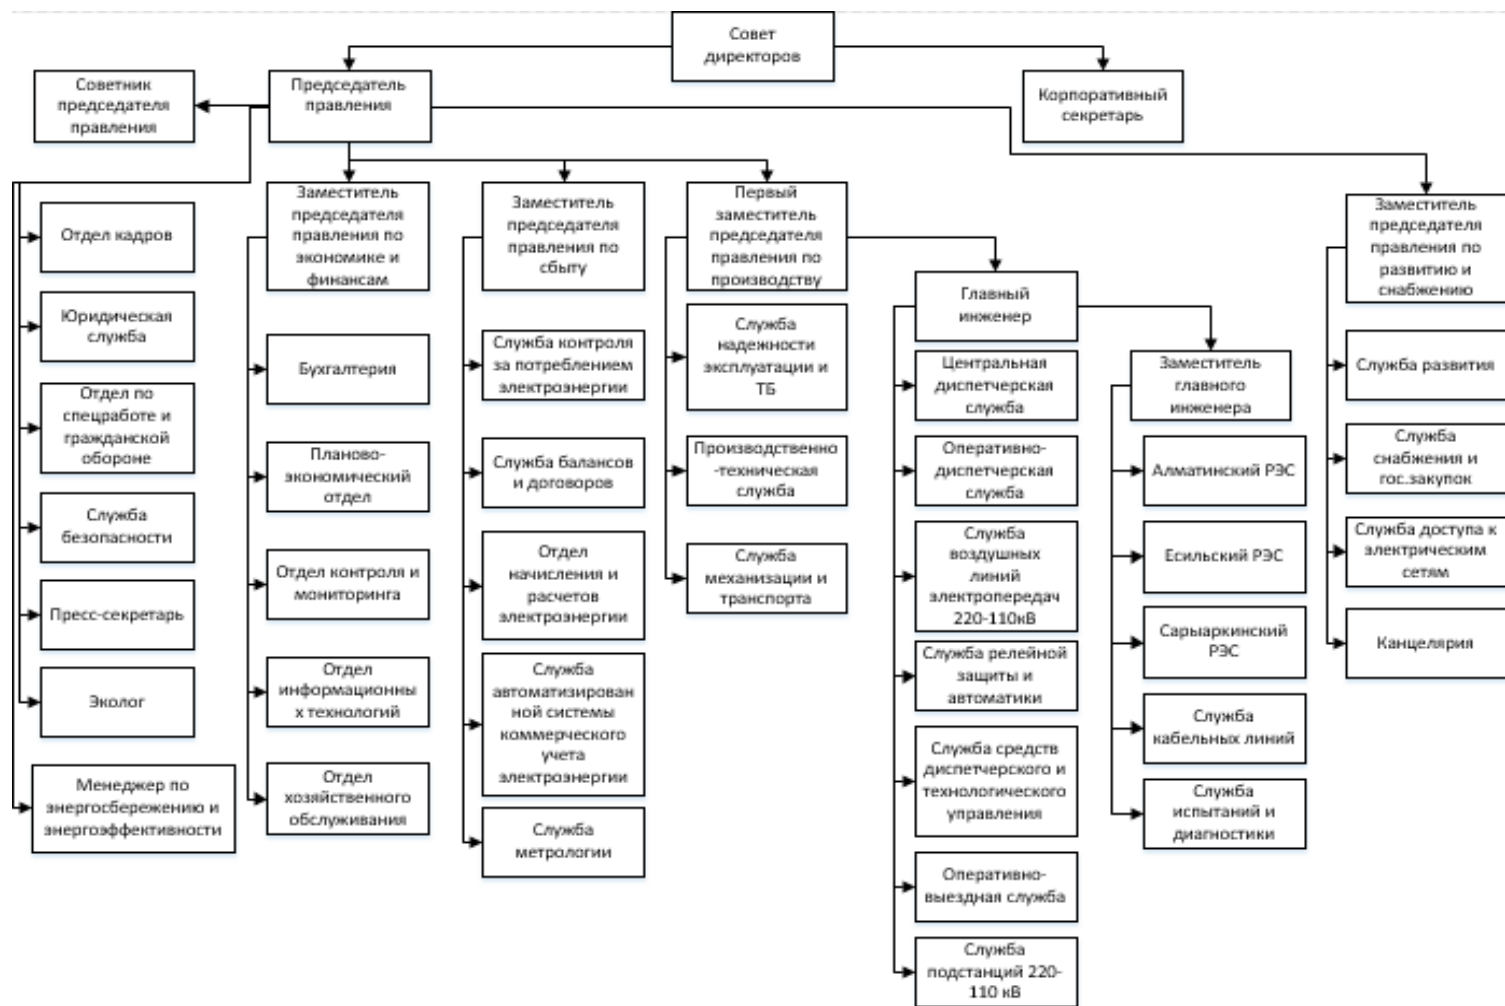 Совет
директоров
Советник
председателя
правления
Председатель
правления
Корпоративный
секретарь
Отдел кадров
Юридическая
служба
Отдел по
спецработе и
гражданской
обороне
Служба
безопасности
Пресс-секретарь
Эколог
Менеджер по
энергосбережению и
энергоэффективности
Заместитель
председателя
правления по
экономике и
финансам
Бухгалтерия
Планово-
экономический
отдел
Отдел контроля и
мониторинга
Отдел
информационны
х технологий
Отдел
хозяйственного
обслуживания
Заместитель
председателя
правления по
сбыту
Служба контроля
за потреблением
электроэнергии
Служба балансов
и договоров
Отдел
начисления и
расчетов
электроэнергии
Служба
автоматизирован
ной системы
коммерческого
учета
электроэнергии
Служба
метрологии
Первый
заместитель
председателя
правления по
производству
Служба
надежности
эксплуатации и
ТБ
Производственно
-техническая
служба
Служба
механизации и
транспорта
Главный
инженер
Центральная
диспетчерская
служба
Оперативно-
диспетчерская
служба
Служба
воздушных
линий
электропередач
220-110кВ
Служба релейной
защиты и
автоматики
Служба средств
диспетчерского и
технологического
управления
Оперативно-
выездная служба
Служба
подстанций 220-
110 кВ
Заместитель
главного
инженера
Алматинский РЭС
Есильский РЭС
Сарыаркинский
РЭС
Служба
кабельных линий
Служба
испытаний и
диагностики
Заместитель
председателя
правления по
развитию и
снабжению
Служба развития
Служба
снабжения и
гос.закупок
Служба доступа к
электрическим
сетям
Канцелярия